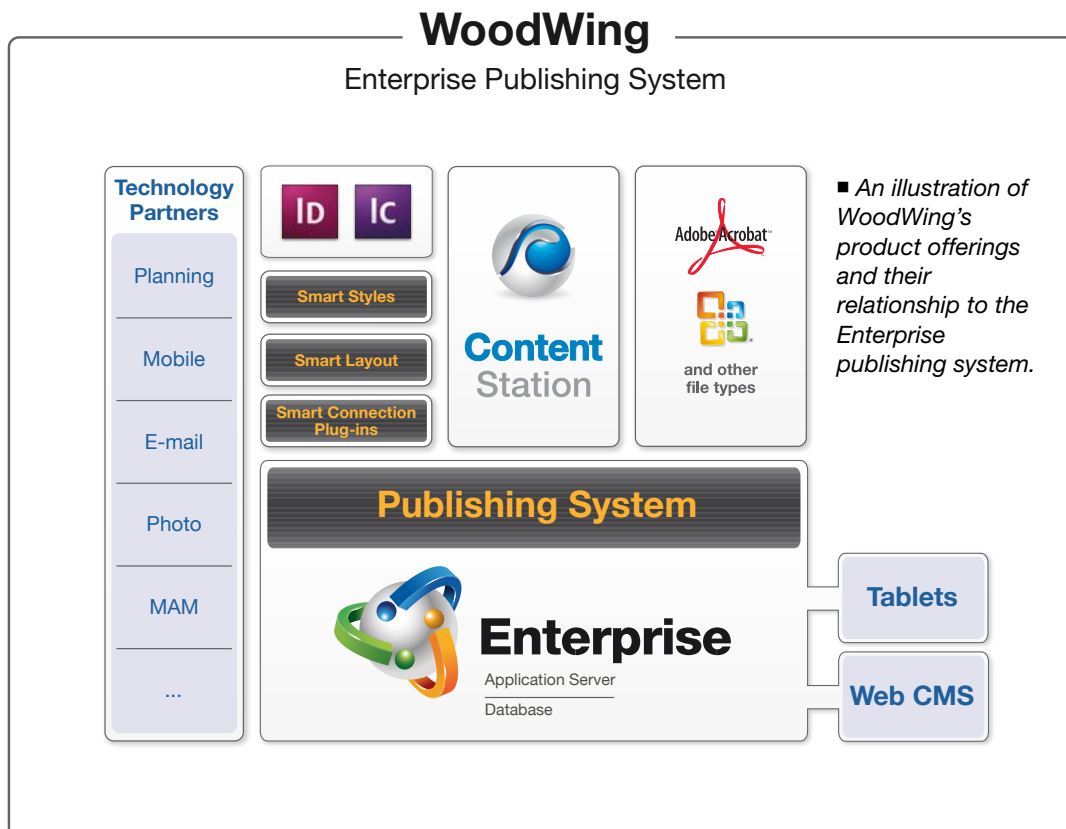 WoodWing
Enterprise Publishing System
Technology
Partners
Planning
Mobile
E-mail
Photo
MAM
...
ID
IC
Smart Styles
Smart Layout
Smart Connection
Plug-ins
Content
Station
Adobe Acrobat™
and other
file types
■ An illustration of
WoodWing’s
product offerings
and their
relationship to the
Enterprise
publishing system.
Publishing System
Enterprise
Application Server
Database
Tablets
Web CMS